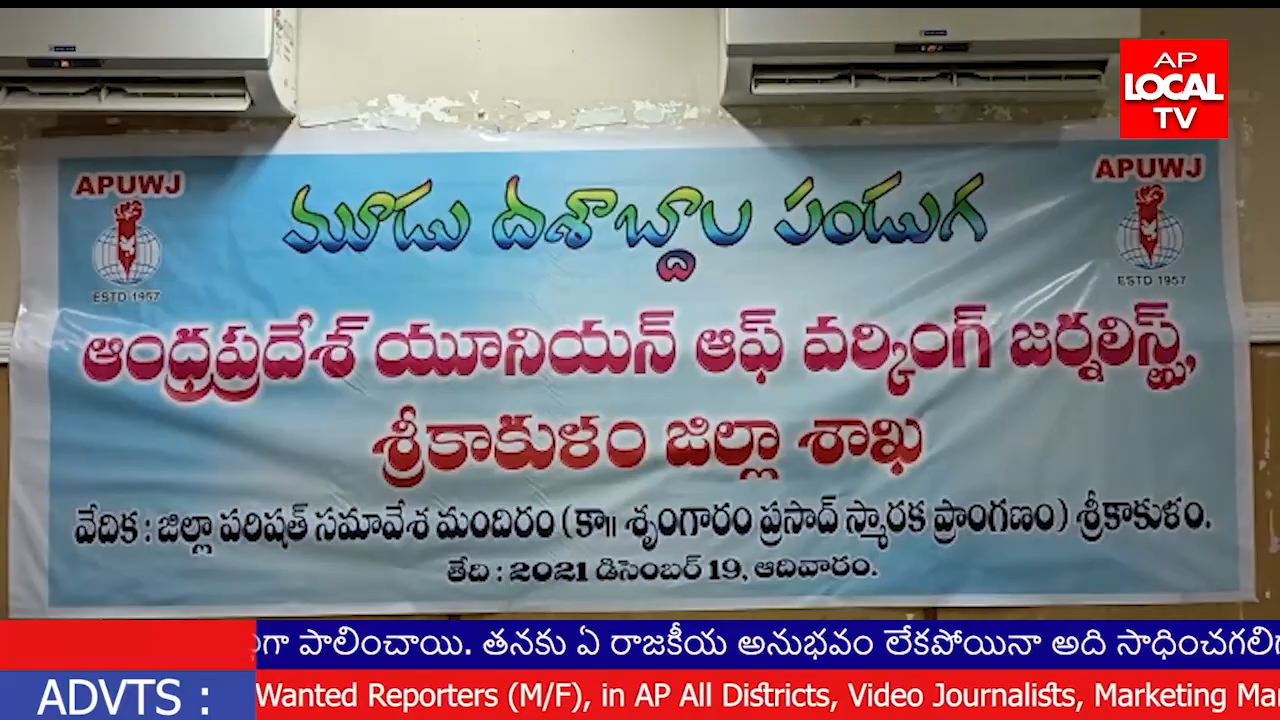 AP
LOCAL
TV
APUWJ
ESTD 1957
మూడు దశాబ్దాల పండుగ
APUWJ
ESTD 1957
ఆంధ్రప్రదేశ్ యూనియన్ ఆఫ్ వర్కింగ్ జర్నలిస్ట్స్,
శ్రీకాకుళం జిల్లా శాఖ
వేదిక : జిల్లా పరిషత్ సమావేశ మందిరం (కా|| శృంగారం ప్రసాద్ స్మారక ప్రాంగణం) శ్రీకాకుళం.
తేది : 2021 డిసెంబర్ 19, ఆదివారం.
పాలించాయి. తనకు ఏ రాజకీయ అనుభవం లేకపోయినా అది
ADVTS :
Wanted Reporters (M/F), in AP All Districts, Video Journalists, Marketing